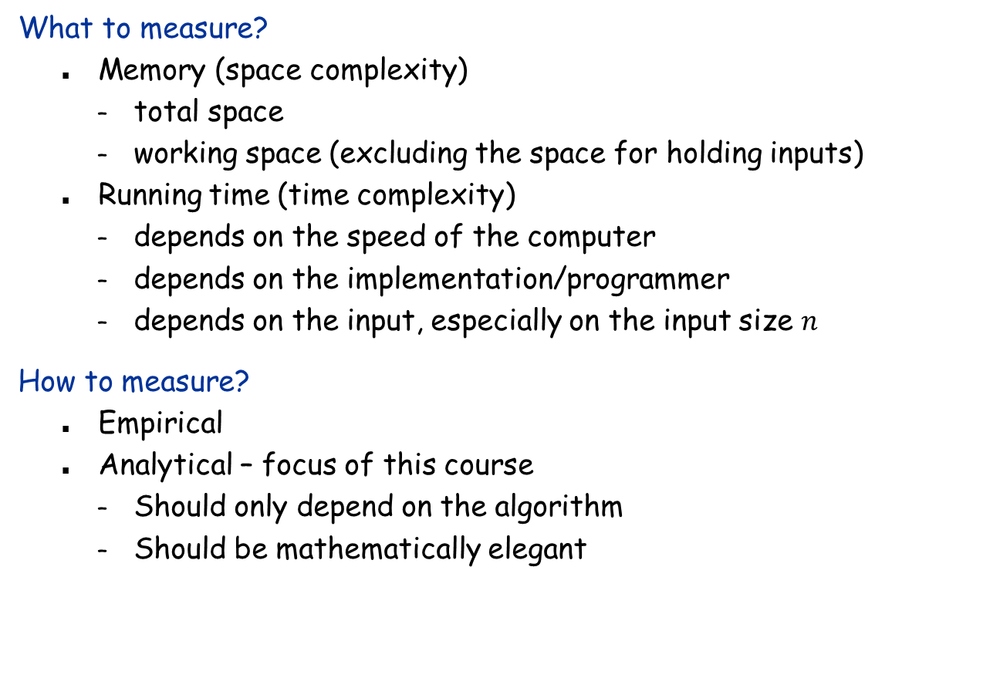 What to measure?
▪ Memory (space complexity)
- total space
- working space (excluding the space for holding inputs)
▪ Running time (time complexity)
- depends on the speed of the computer
- depends on the implementation/programmer
- depends on the input, especially on the input size n
How to measure?
▪ Empirical
▪ Analytical – focus of this course
- Should only depend on the algorithm
- Should be mathematically elegant